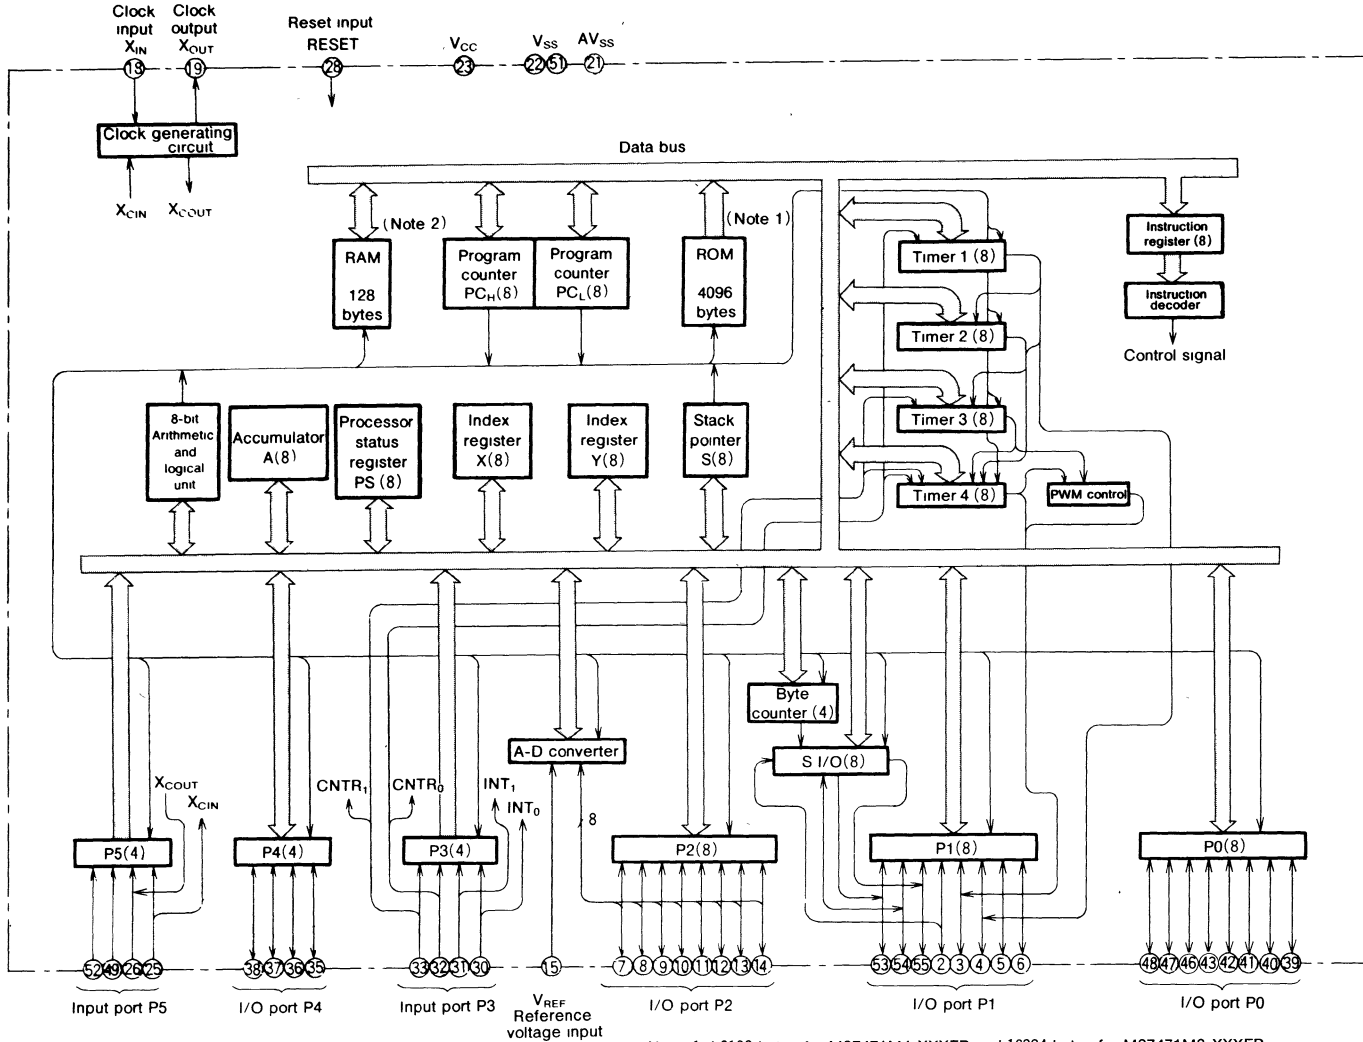 Clock input XIN
Clock output XOUT
Reset input RESET
VCC
VSS
AVSS
18
19
28
23
22
51
21
Clock generating circuit
XCIN
XCOUT
Data bus
(Note 2)
(Note 1)
RAM
128 bytes
Program counter PCH(8)
Program counter PCL(8)
ROM
4096 bytes
Timer 1 (8)
Timer 2 (8)
Timer 3 (8)
Timer 4 (8)
PWM control
Instruction register (8)
Instruction decoder
Control signal
8-bit Arithmetic and logical unit
Accumulator A(8)
Processor status register PS (8)
Index register X(8)
Index register Y(8)
Stack pointer S(8)
Byte counter (4)
A-D converter
S I/O(8)
XCOUT
XCIN
CNTR1
CNTR0
INT1
INT0
8
P5(4)
P4(4)
P3(4)
P2(8)
P1(8)
P0(8)
52 49 26 25
38 37 36 35
33 32 31 30
15
7 8 9 10 11 12 13 14
53 54 55 2 3 4 5 6
48 47 46 43 42 41 40 39
Input port P5
I/O port P4
Input port P3
VREF Reference voltage input
I/O port P2
I/O port P1
I/O port P0